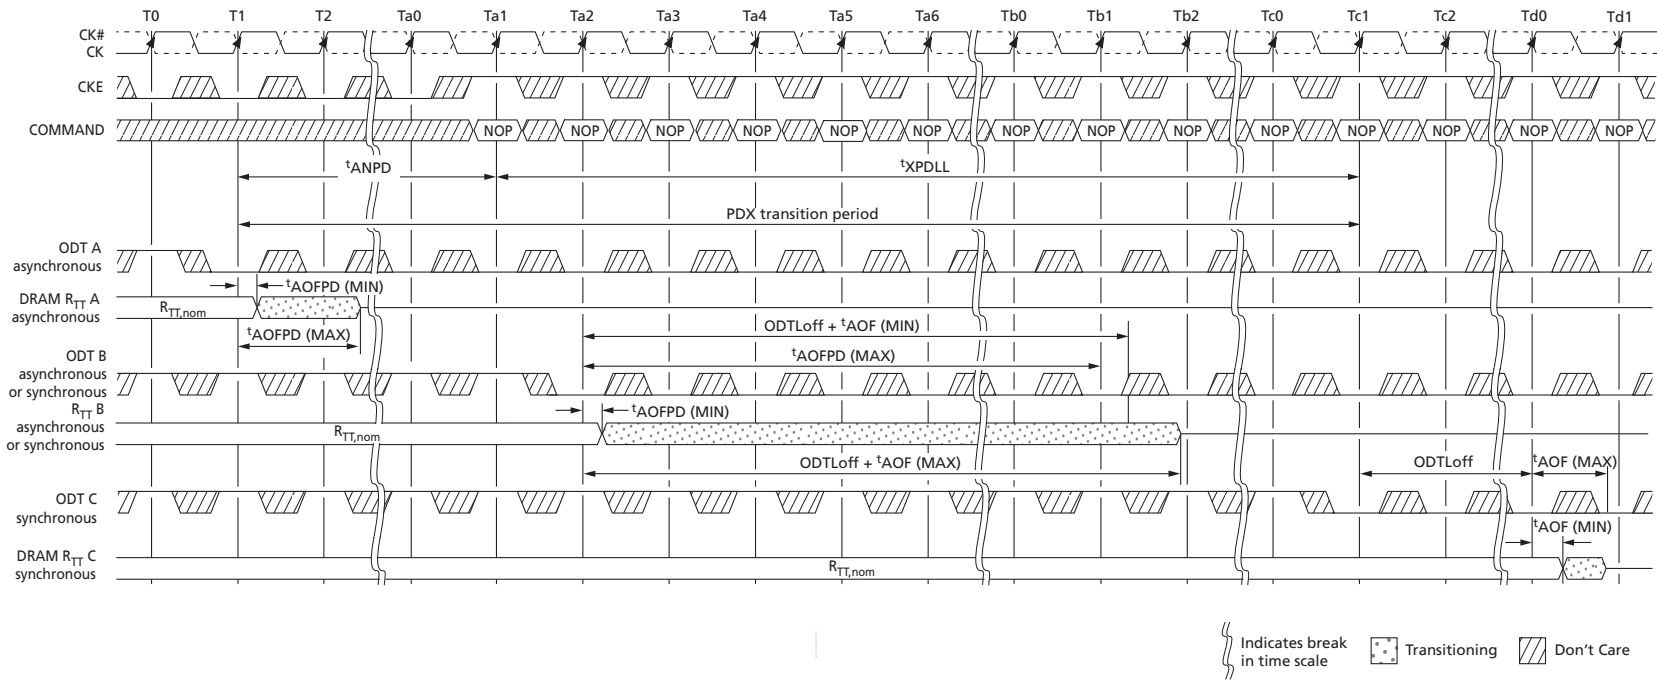 T0 T1 T2 Ta0 Ta1 Ta2 Ta3 Ta4 Ta5 Ta6 Tb0 Tb1 Tb2 Tc0 Tc1 Tc2 Td0 Td1
CK#
CK
CKE
COMMAND
NOP NOP NOP NOP NOP NOP NOP NOP NOP NOP NOP NOP NOP NOP
tANPD
tXPDLL
PDX transition period
ODT A
asynchronous
tAOFPD (MIN)
DRAM RTT A
asynchronous
RTT,nom
tAOFPD (MAX)
ODTLoff + tAOF (MIN)
tAOFPD (MAX)
ODT B
asynchronous
or synchronous
tAOFPD (MIN)
RTT B
asynchronous
or synchronous
RTT,nom
ODTLoff + tAOF (MAX)
ODTLoff
tAOF (MAX)
ODT C
synchronous
tAOF (MIN)
DRAM RTT C
synchronous
RTT,nom
Indicates break
in time scale
Transitioning
Don't Care